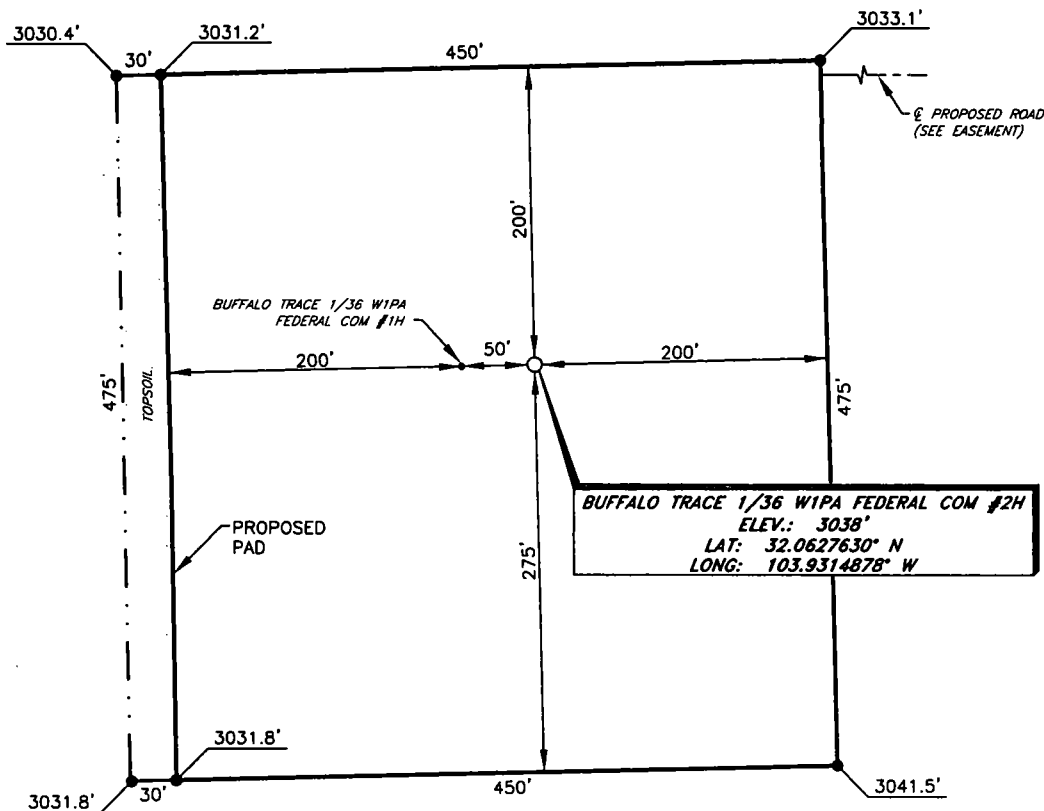 3030.4'
3031.2'
3033.1'
30'
450'
℄ PROPOSED ROAD
(SEE EASEMENT)
200'
BUFFALO TRACE 1/36 W1PA
FEDERAL COM #1H
50'
200'
200'
475'
TOPSOIL
475'
BUFFALO TRACE 1/36 W1PA FEDERAL COM #2H
ELEV.: 3038'
LAT: 32.0627630° N
LONG: 103.9314878° W
PROPOSED
PAD
275'
3031.8'
3031.8'
30'
450'
3041.5'